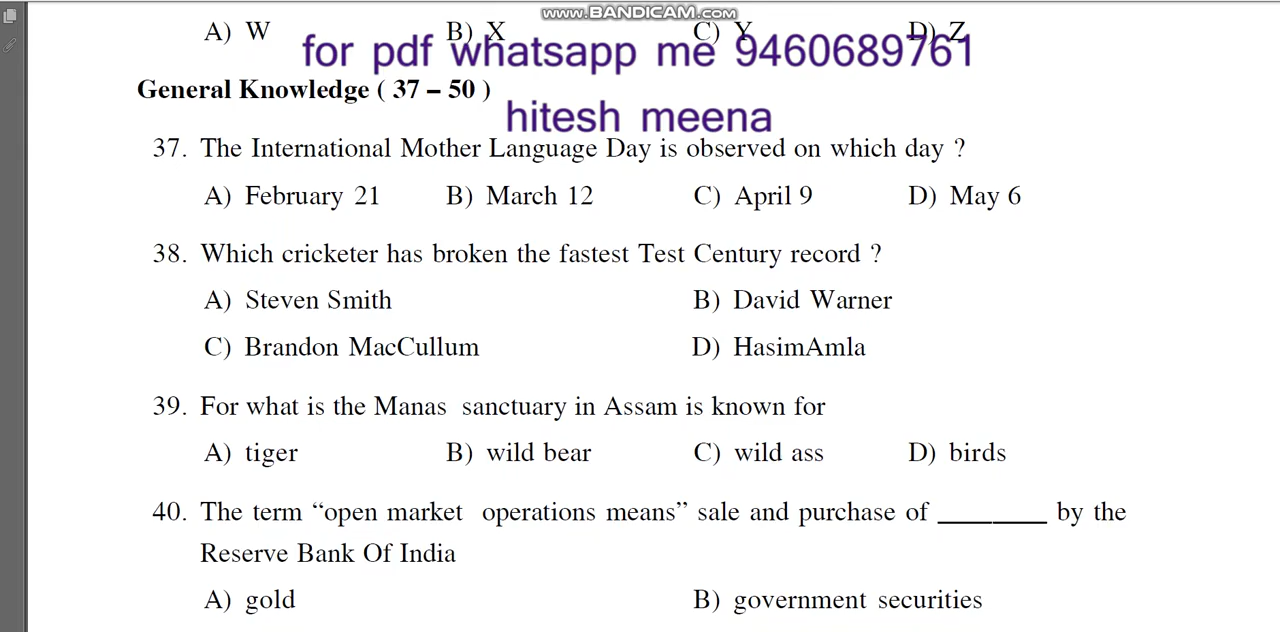 www.BANDICAM.com
A) W B) X C) Y D) Z
for pdf whatsapp me 9460689761
General Knowledge ( 37 – 50 )
hitesh meena
37. The International Mother Language Day is observed on which day ?
A) February 21 B) March 12 C) April 9 D) May 6
38. Which cricketer has broken the fastest Test Century record ?
A) Steven Smith B) David Warner
C) Brandon MacCullum D) HasimAmla
39. For what is the Manas sanctuary in Assam is known for
A) tiger B) wild bear C) wild ass D) birds
40. The term “open market operations means” sale and purchase of ________ by the
Reserve Bank Of India
A) gold B) government securities